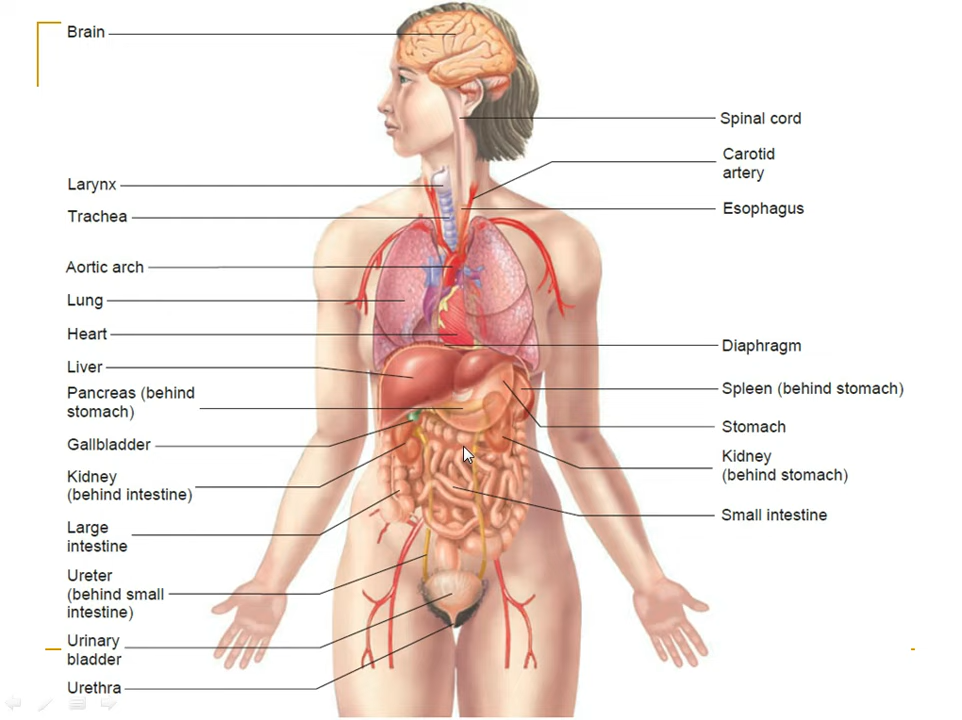 Brain
Larynx
Trachea
Aortic arch
Lung
Heart
Liver
Pancreas (behind
stomach)
Gallbladder
Kidney
(behind intestine)
Large
intestine
Ureter
(behind small
intestine)
Urinary
bladder
Urethra
Spinal cord
Carotid
artery
Esophagus
Diaphragm
Spleen (behind stomach)
Stomach
Kidney
(behind stomach)
Small intestine